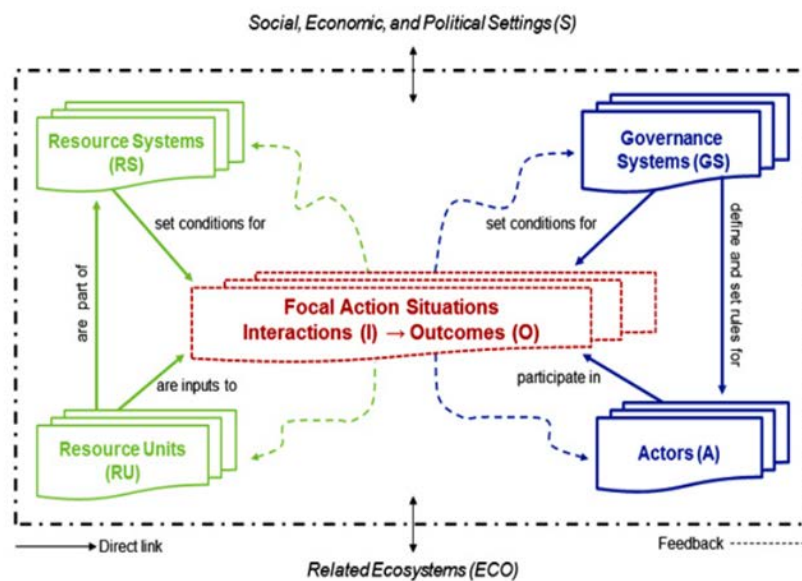 Social, Economic, and Political Settings (S)
Resource Systems
(RS)
Governance
Systems (GS)
set conditions for
set conditions for
are part of
define and set rules for
Focal Action Situations
Interactions (I) → Outcomes (O)
are inputs to
participate in
Resource Units
(RU)
Actors (A)
Direct link
Feedback
Related Ecosystems (ECO)